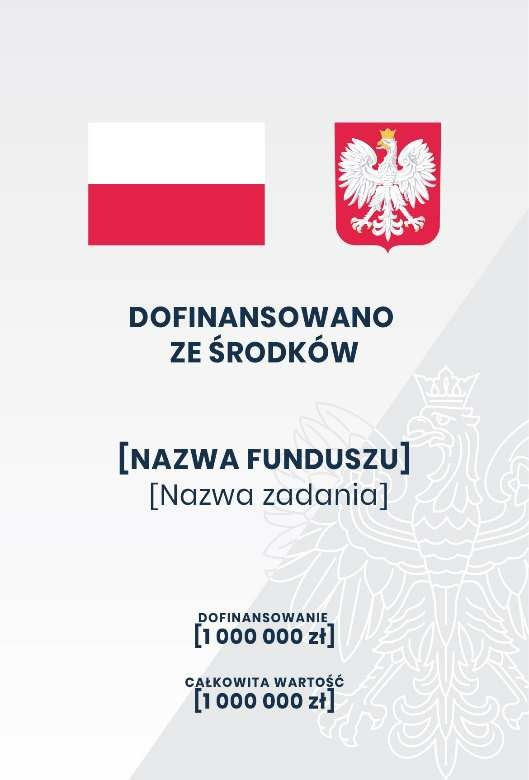 DOFINANSOWANO
ZE ŚRODKÓW
[NAZWA FUNDUSZU]
[Nazwa zadania]
DOFINANSOWANIE
[1 000 000 zł]
CAŁKOWITA WARTOŚĆ
[1 000 000 zł]